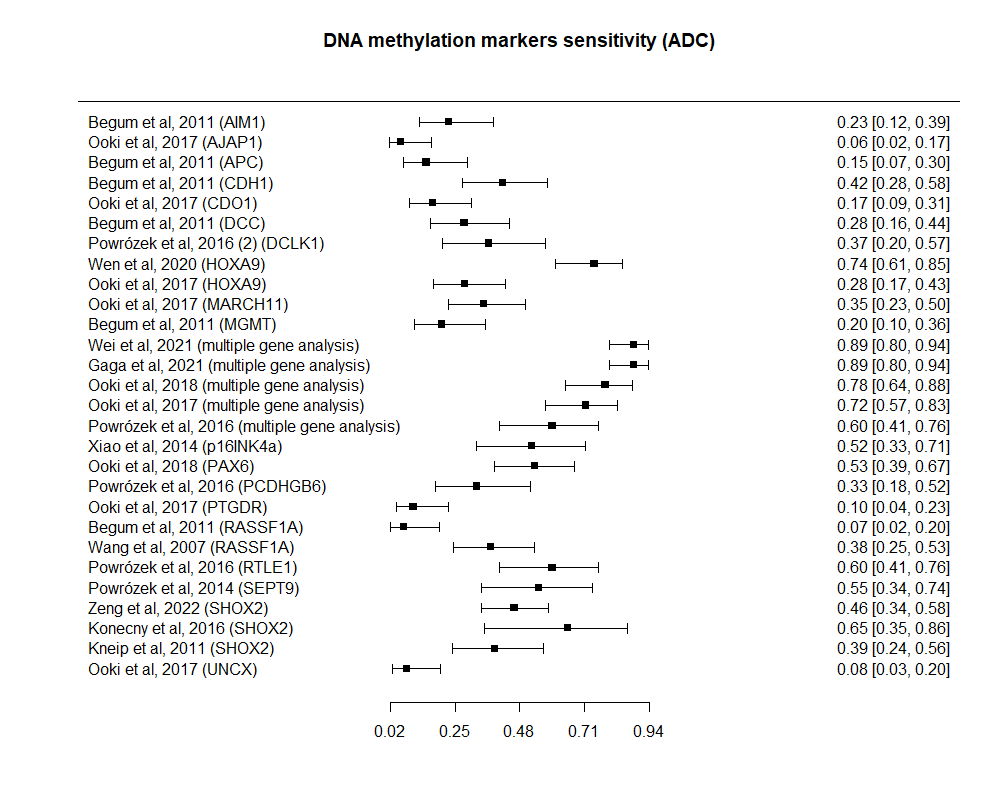 DNA methylation markers sensitivity (ADC)
Begum et al, 2011 (AIM1) 0.23 [0.12, 0.39]
Ooki et al, 2017 (AJAP1) 0.06 [0.02, 0.17]
Begum et al, 2011 (APC) 0.15 [0.07, 0.30]
Begum et al, 2011 (CDH1) 0.42 [0.28, 0.58]
Ooki et al, 2017 (CDO1) 0.17 [0.09, 0.31]
Begum et al, 2011 (DCC) 0.28 [0.16, 0.44]
Powrózek et al, 2016 (2) (DCLK1) 0.37 [0.20, 0.57]
Wen et al, 2020 (HOXA9) 0.74 [0.61, 0.85]
Ooki et al, 2017 (HOXA9) 0.28 [0.17, 0.43]
Ooki et al, 2017 (MARCH11) 0.35 [0.23, 0.50]
Begum et al, 2011 (MGMT) 0.20 [0.10, 0.36]
Wei et al, 2021 (multiple gene analysis) 0.89 [0.80, 0.94]
Gaga et al, 2021 (multiple gene analysis) 0.89 [0.80, 0.94]
Ooki et al, 2018 (multiple gene analysis) 0.78 [0.64, 0.88]
Ooki et al, 2017 (multiple gene analysis) 0.72 [0.57, 0.83]
Powrózek et al, 2016 (multiple gene analysis) 0.60 [0.41, 0.76]
Xiao et al, 2014 (p16INK4a) 0.52 [0.33, 0.71]
Ooki et al, 2018 (PAX6) 0.53 [0.39, 0.67]
Powrózek et al, 2016 (PCDHGB6) 0.33 [0.18, 0.52]
Ooki et al, 2017 (PTGDR) 0.10 [0.04, 0.23]
Begum et al, 2011 (RASSF1A) 0.07 [0.02, 0.20]
Wang et al, 2007 (RASSF1A) 0.38 [0.25, 0.53]
Powrózek et al, 2016 (RTLE1) 0.60 [0.41, 0.76]
Powrózek et al, 2014 (SEPT9) 0.55 [0.34, 0.74]
Zeng et al, 2022 (SHOX2) 0.46 [0.34, 0.58]
Konecny et al, 2016 (SHOX2) 0.65 [0.35, 0.86]
Kneip et al, 2011 (SHOX2) 0.39 [0.24, 0.56]
Ooki et al, 2017 (UNCX) 0.08 [0.03, 0.20]
0.02 0.25 0.48 0.71 0.94